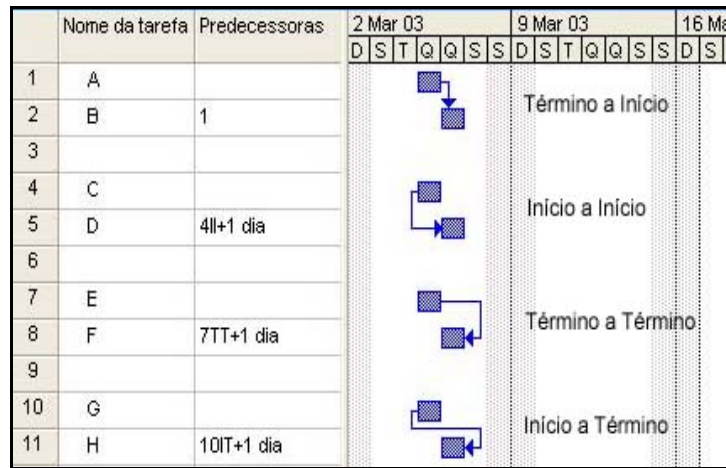 Nome da tarefa Predecessoras 2 Mar 03 9 Mar 03 16 Ma
D S T Q Q S S D S T Q Q S S D S
1 A
2 B 1 Término a Início
3
4 C
5 D 4II+1 dia Início a Início
6
7 E
8 F 7TT+1 dia Término a Término
9
10 G
11 H 10IT+1 dia Início a Término